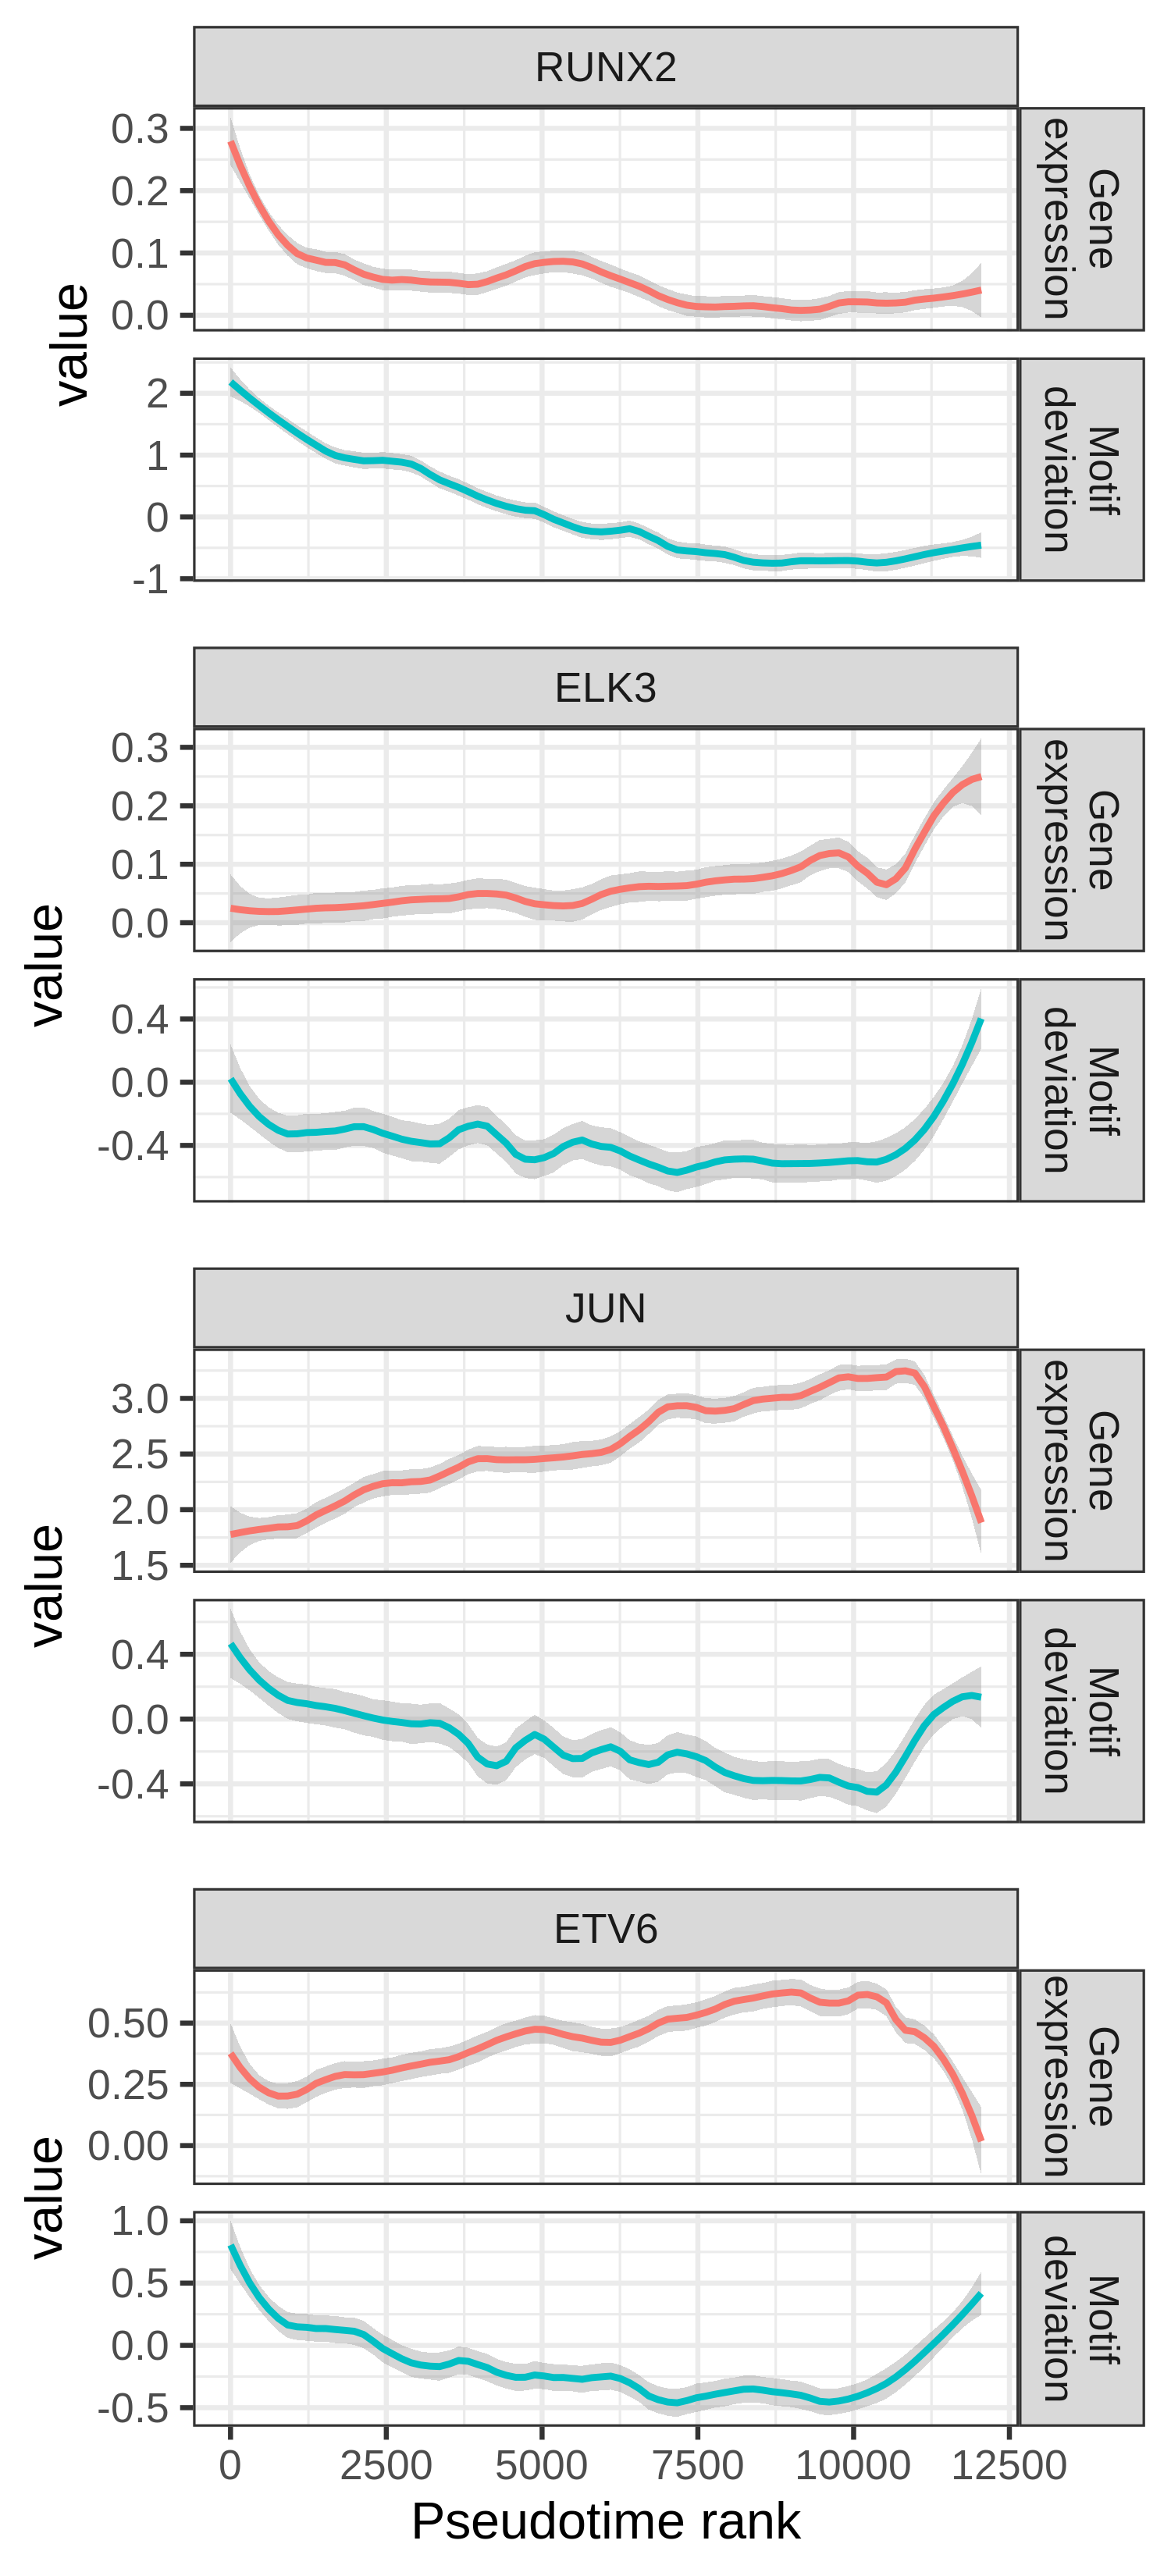 RUNX2
0.3
0.2
0.1
0.0
Gene
expression
value
2
1
0
-1
Motif
deviation
ELK3
0.3
0.2
0.1
0.0
Gene
expression
value
0.4
0.0
-0.4
Motif
deviation
JUN
3.0
2.5
2.0
1.5
Gene
expression
value
0.4
0.0
-0.4
Motif
deviation
ETV6
0.50
0.25
0.00
Gene
expression
value
1.0
0.5
0.0
-0.5
Motif
deviation
0 2500 5000 7500 10000 12500
Pseudotime rank